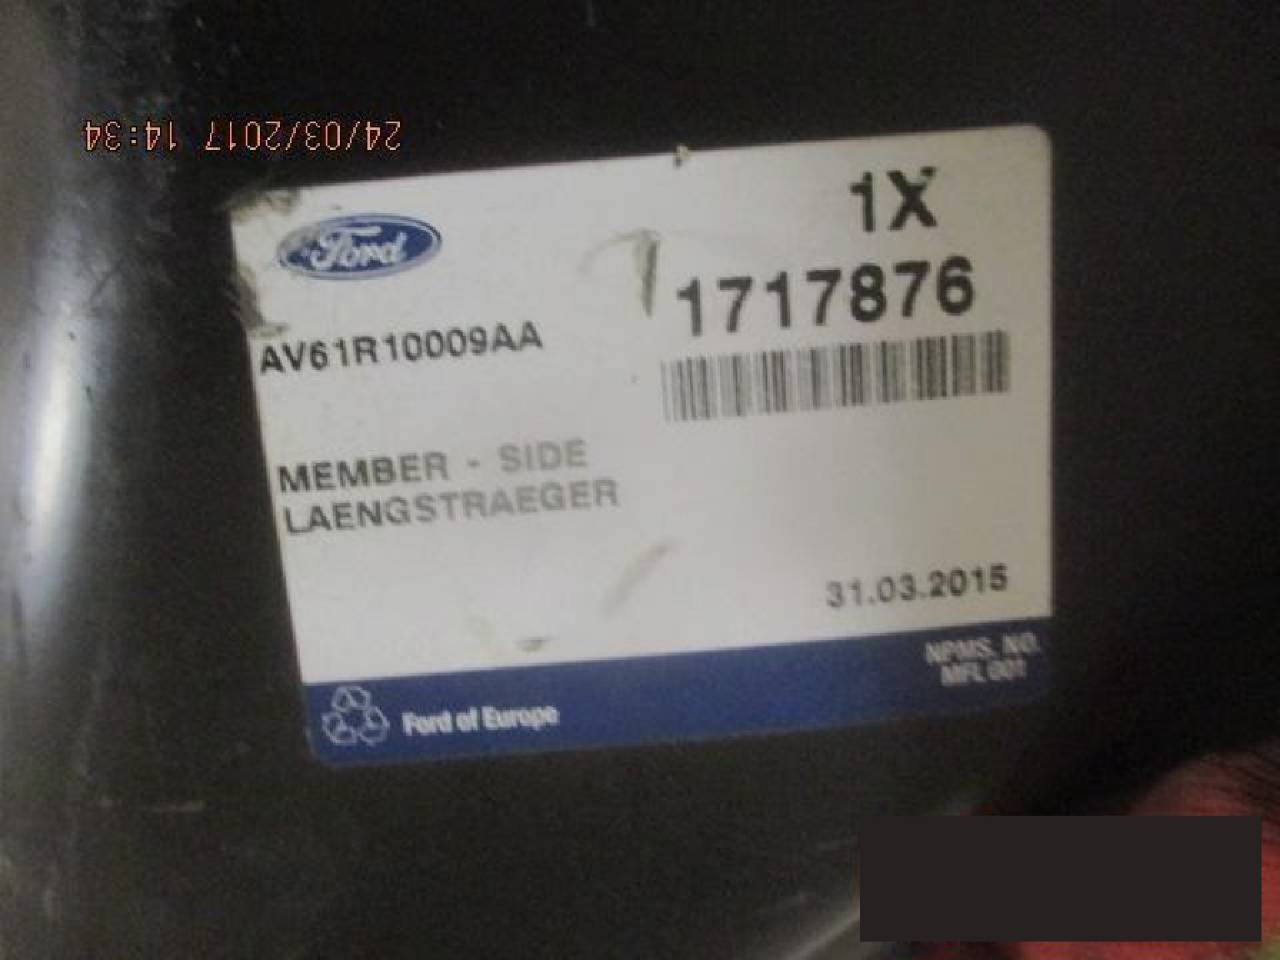 24/03/2017 14:34
Ford
1X
1717876
AV61R10009AA
MEMBER - SIDE
LAENGSTRAEGER
31.03.2015
NPMS. NO.
MFL 001
Ford of Europe